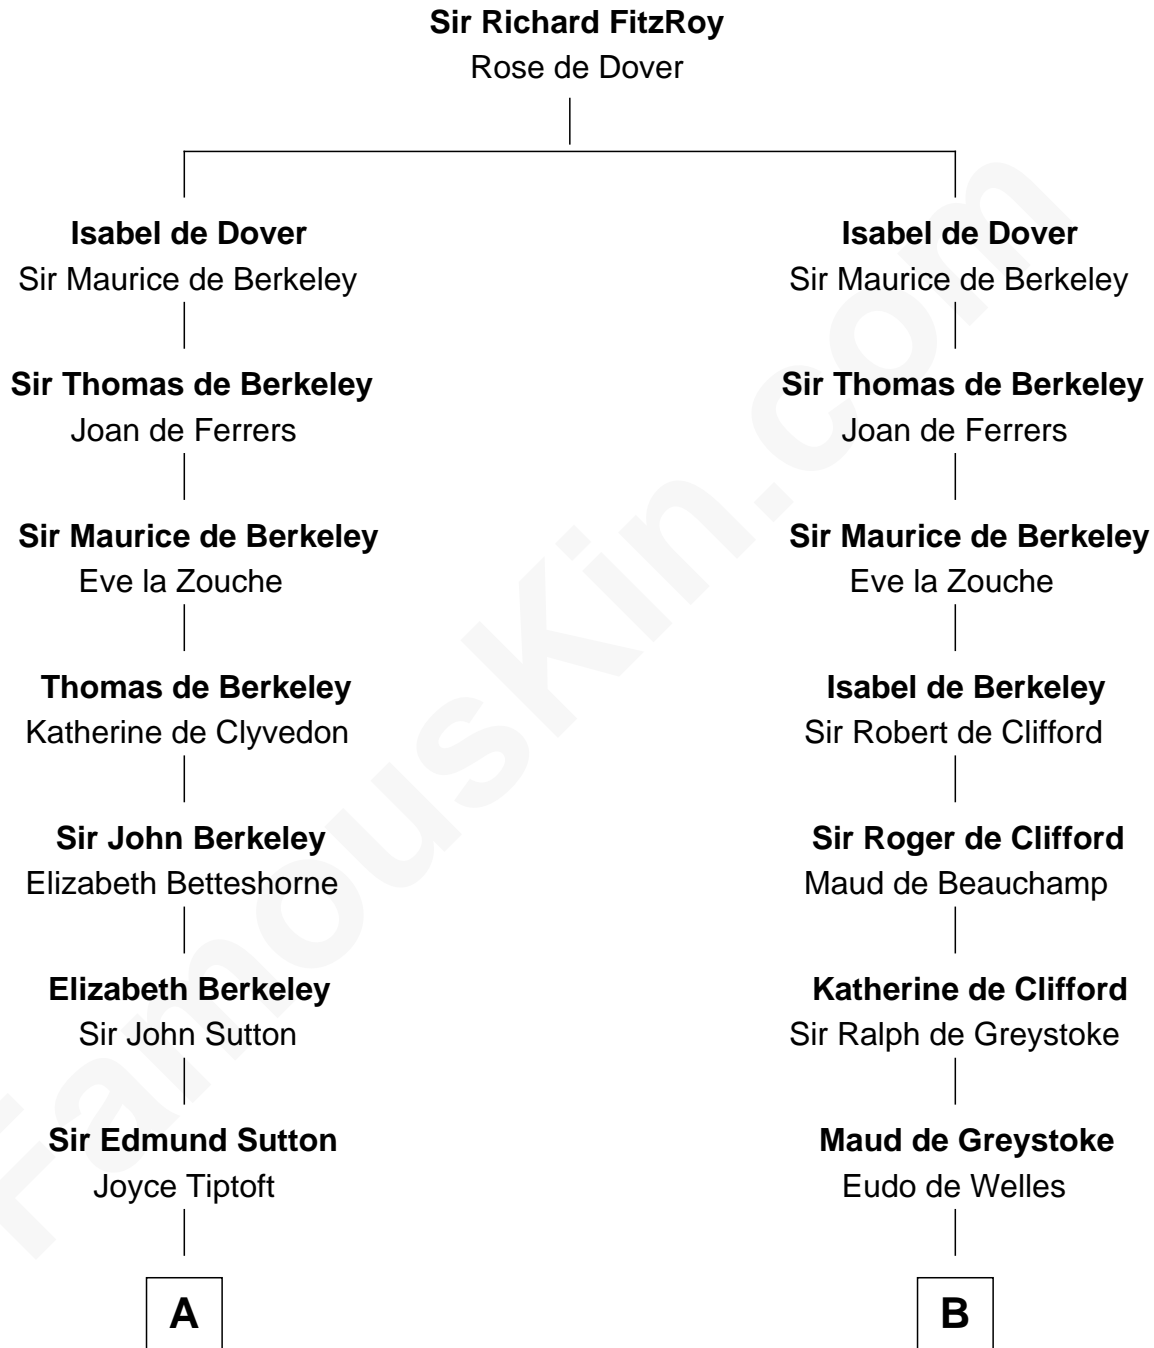 Sir Richard FitzRoy
Rose de Dover
Isabel de Dover
Sir Maurice de Berkeley
Isabel de Dover
Sir Maurice de Berkeley
Sir Thomas de Berkeley
Joan de Ferrers
Sir Thomas de Berkeley
Joan de Ferrers
Sir Maurice de Berkeley
Eve la Zouche
Sir Maurice de Berkeley
Eve la Zouche
Thomas de Berkeley
Katherine de Clyvedon
Isabel de Berkeley
Sir Robert de Clifford
Sir John Berkeley
Elizabeth Betteshorne
Sir Roger de Clifford
Maud de Beauchamp
Elizabeth Berkeley
Sir John Sutton
Katherine de Clifford
Sir Ralph de Greystoke
Sir Edmund Sutton
Joyce Tiptoft
Maud de Greystoke
Eudo de Welles
A
B
FamousKin.com